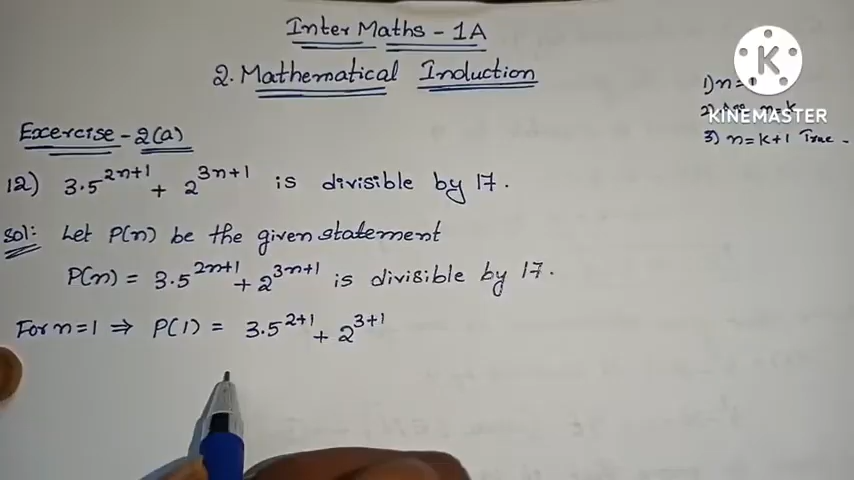 Inter Maths - 1A
2. Mathematical Induction
1) n=1
KINEMASTER
3) n=k+1 True.
Exercise - 2(a)
12) 3·5^{2n+1} + 2^{3n+1} is divisible by 17.
Sol: Let P(n) be the given statement
P(n) = 3·5^{2n+1} + 2^{3n+1} is divisible by 17.
For n=1 ⇒ P(1) = 3·5^{2+1} + 2^{3+1}